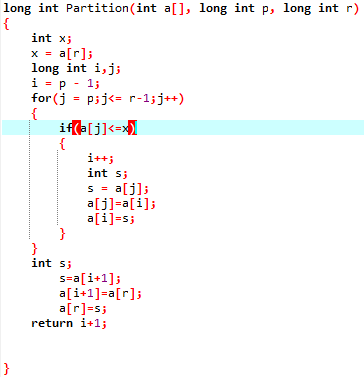 long int Partition(int a[], long int p, long int r)
{
int x;
x = a[r];
long int i,j;
i = p - 1;
for(j = p;j<= r-1;j++)
{
if(a[j]<=x)
{
i++;
int s;
s = a[j];
a[j]=a[i];
a[i]=s;
}
}
int s;
s=a[i+1];
a[i+1]=a[r];
a[r]=s;
return i+1;
}